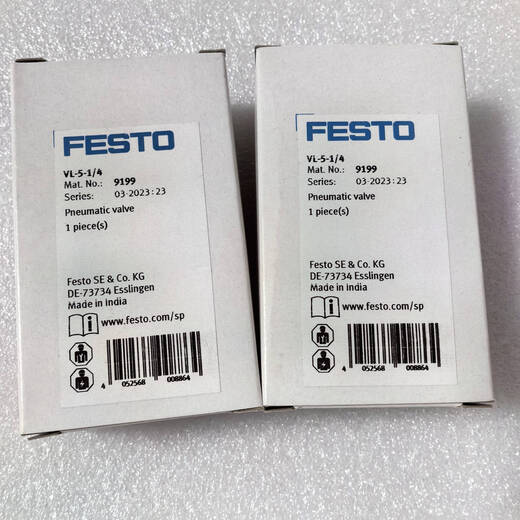 FESTO
VL-5-1/4
Mat. No.: 9199
Series: 03-2023:23
Pneumatic valve
1 piece(s)
Festo SE & Co. KG
DE-73734 Esslingen
Made in India
www.festo.com/sp
4 052568 008864
FESTO
VL-5-1/4
Mat. No.: 9199
Series: 03-2023:23
Pneumatic valve
1 piece(s)
Festo SE & Co. KG
DE-73734 Esslingen
Made in India
www.festo.com/sp
4 052568 008864